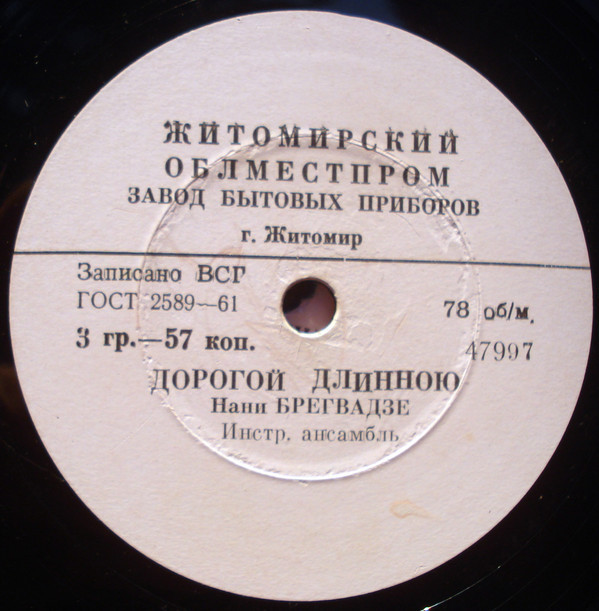 ЖИТОМИРСКИЙ
ОБЛМЕСТПРОМ
ЗАВОД БЫТОВЫХ ПРИБОРОВ
г. Житомир
Записано ВСГ
ГОСТ 2589—61
78 об/м.
3 гр.—57 коп.
47997
ДОРОГОЙ ДЛИННОЮ
Нани БРЕГВАДЗЕ
Инстр. ансамбль